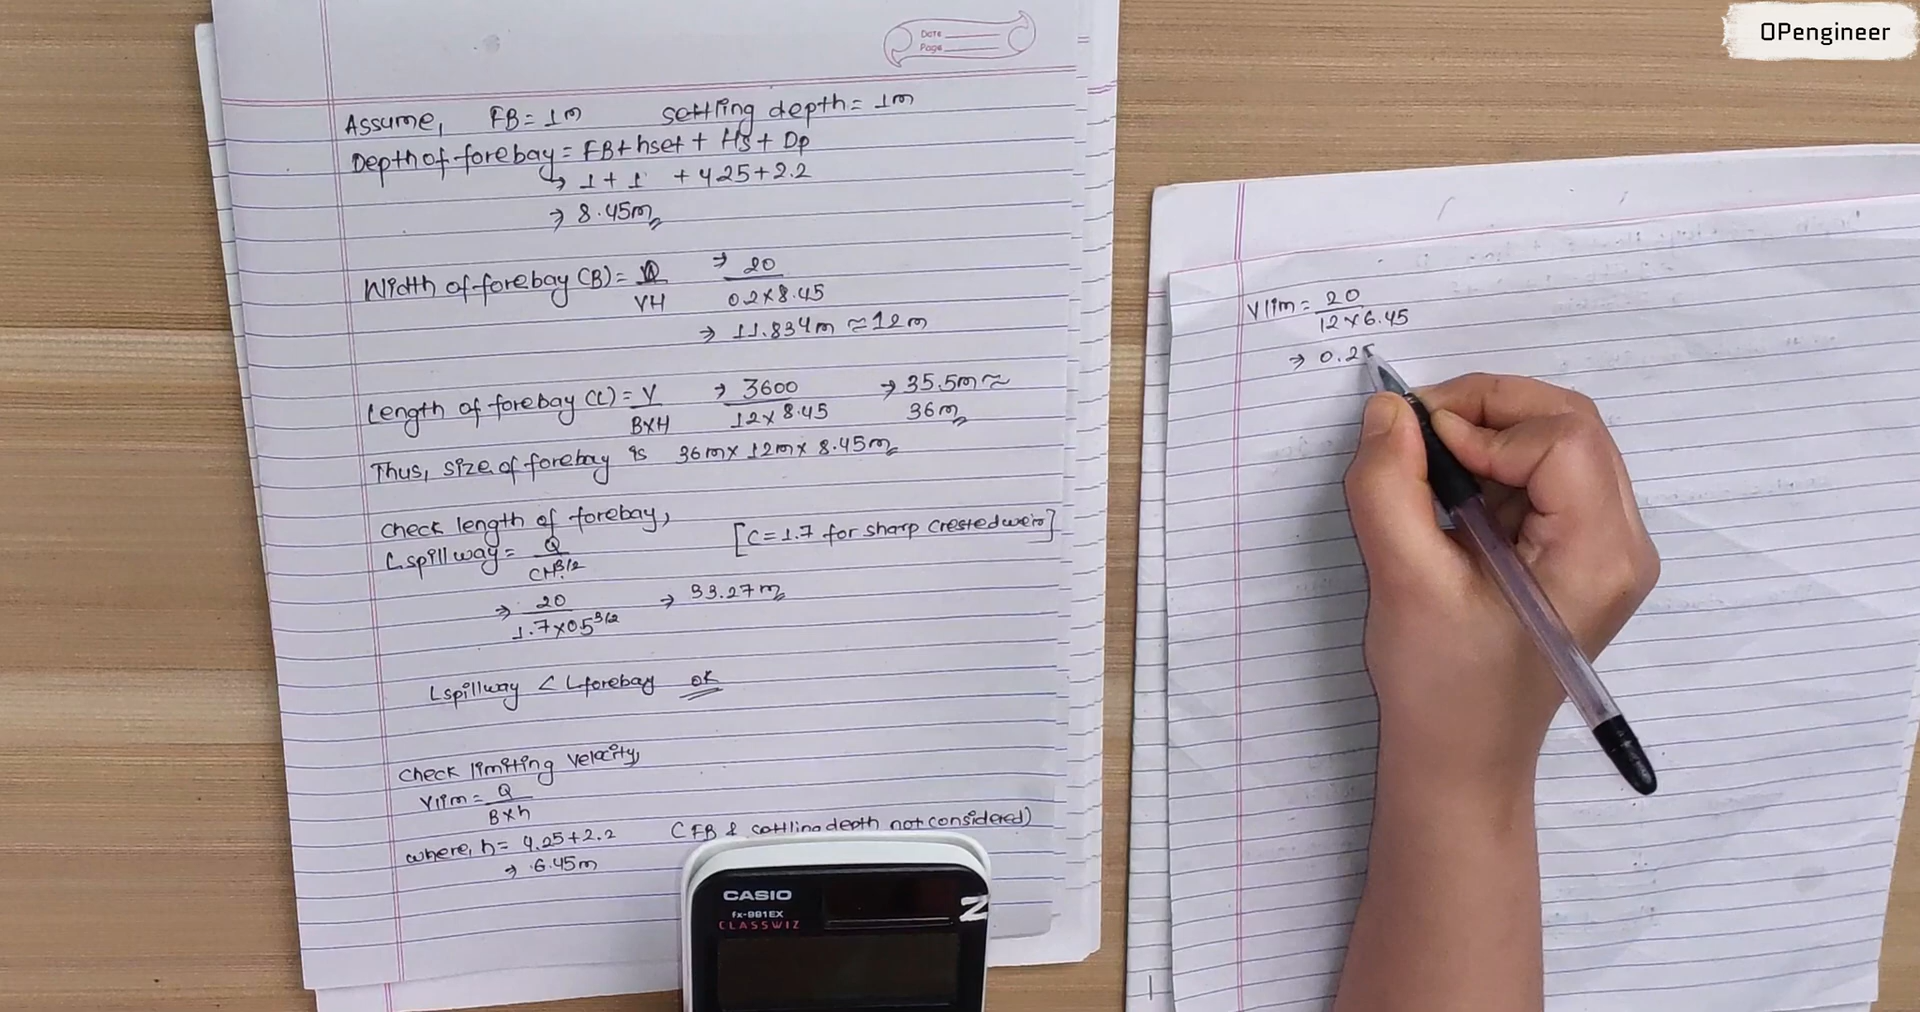 OPengineer
Date
Page
Assume, FB = 1m settling depth = 1m
Depth of forebay = FB + hset + Hs + Dp
→ 1 + 1 + 4.25 + 2.2
→ 8.45m
Width of forebay (B) = Q/VH → 20/0.2×8.45
→ 11.834m ≈ 12m
Length of forebay (L) = V/B×H → 3600/12×8.45 → 35.5m ≈ 36m
Thus, size of forebay is 36m × 12m × 8.45m
Check length of forebay,
Lspillway = Q/CH^3/2 [C = 1.7 for sharp crested weir]
→ 20/1.7×0.5^3/2 → 33.27m
Lspillway < Lforebay OK
Check limiting velocity,
Vlim = Q/B×h
where, h = 4.25 + 2.2 (FB & settling depth not considered)
→ 6.45m
CASIO
fx-991EX
CLASSWIZ
Vlim = 20/12×6.45
→ 0.25